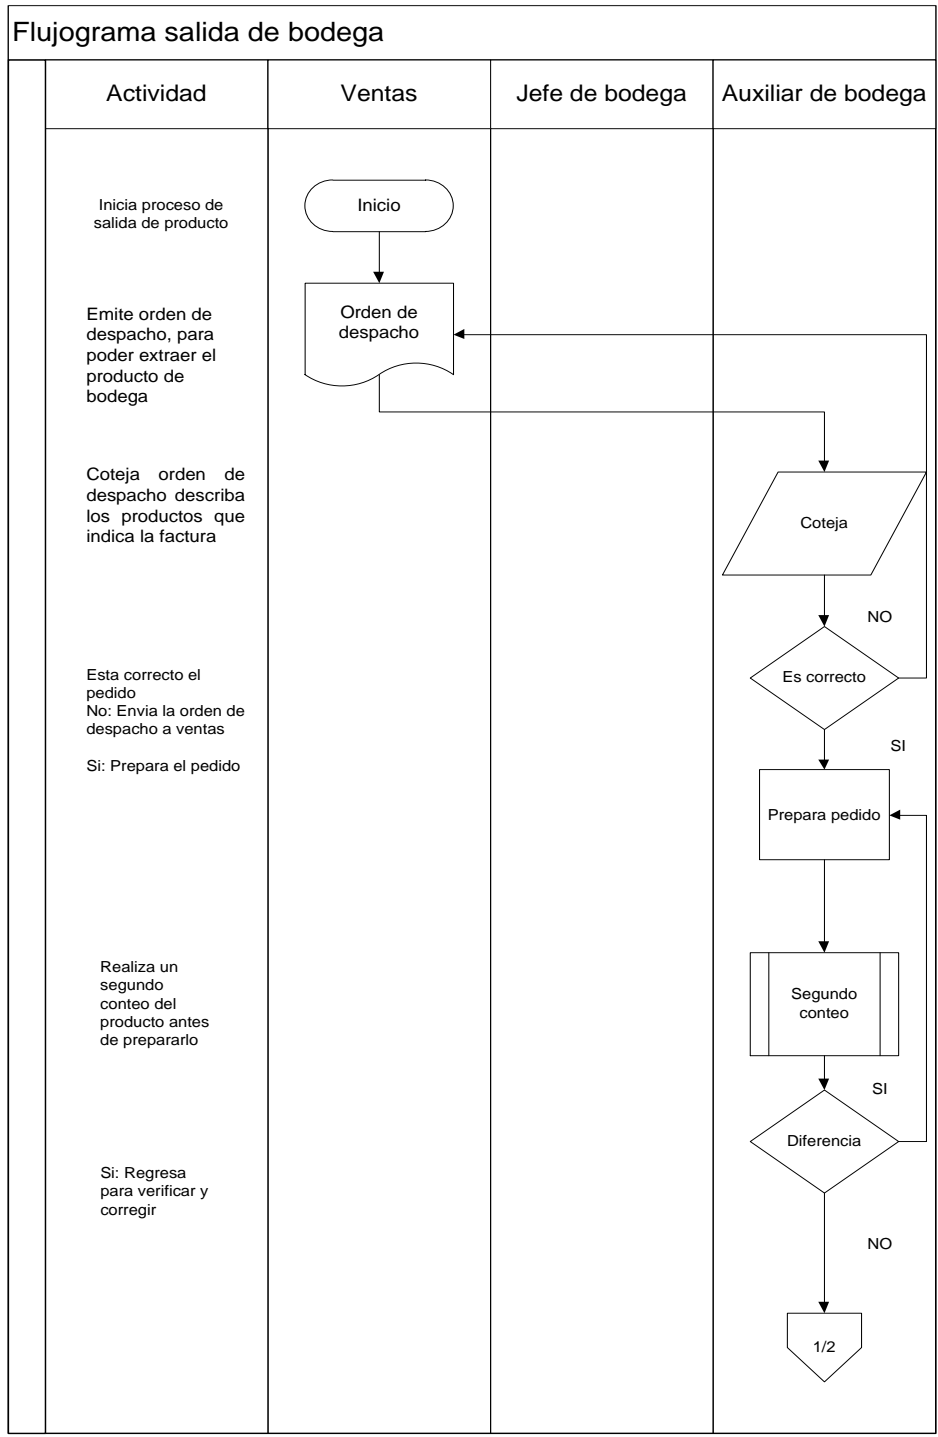 Flujograma salida de bodega
Actividad
Ventas
Jefe de bodega
Auxiliar de bodega
Inicia proceso de
salida de producto
Inicio
Emite orden de
despacho, para
poder extraer el
producto de
bodega
Orden de
despacho
Coteja orden de
despacho describa
los productos que
indica la factura
Coteja
NO
Esta correcto el
pedido
No: Envia la orden de
despacho a ventas
Si: Prepara el pedido
Es correcto
SI
Prepara pedido
Realiza un
segundo
conteo del
producto antes
de prepararlo
Segundo
conteo
SI
Diferencia
Si: Regresa
para verificar y
corregir
NO
1/2